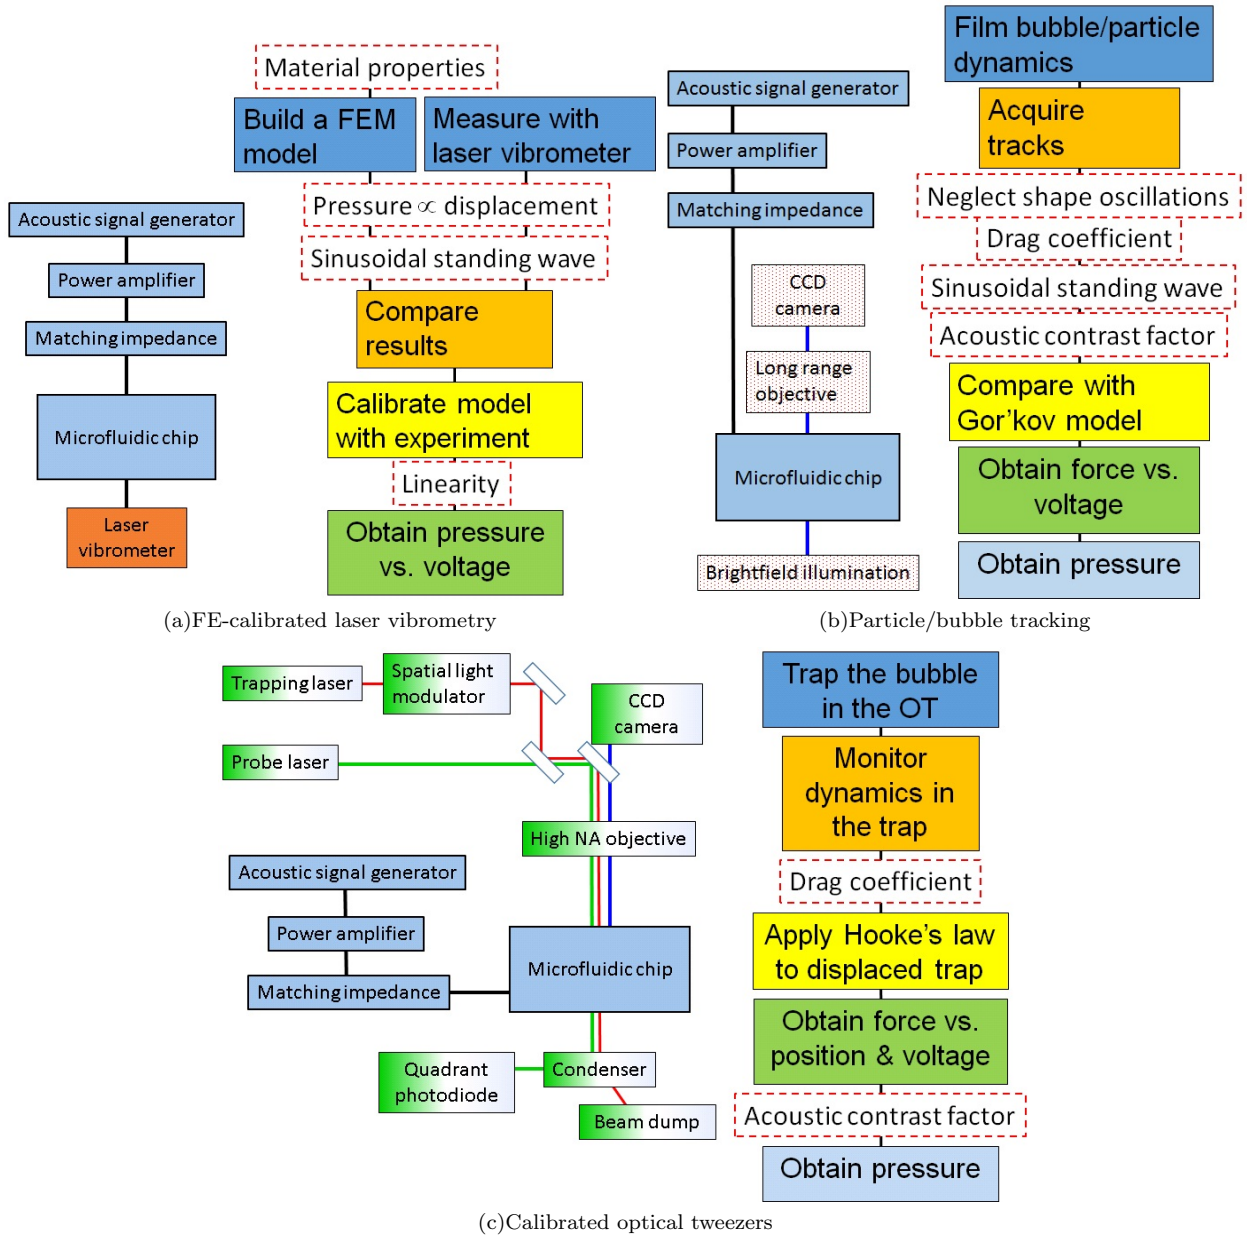 Acoustic signal generator
Power amplifier
Matching impedance
Microfluidic chip
Laser
vibrometer
Material properties
Build a FEM
model
Measure with
laser vibrometer
Pressure ∝ displacement
Sinusoidal standing wave
Compare
results
Calibrate model
with experiment
Linearity
Obtain pressure
vs. voltage
(a)FE-calibrated laser vibrometry
Acoustic signal generator
Power amplifier
Matching impedance
CCD
camera
Long range
objective
Microfluidic chip
Brightfield illumination
Film bubble/particle
dynamics
Acquire
tracks
Neglect shape oscillations
Drag coefficient
Sinusoidal standing wave
Acoustic contrast factor
Compare with
Gor'kov model
Obtain force vs.
voltage
Obtain pressure
(b)Particle/bubble tracking
Trapping laser
Spatial light
modulator
CCD
camera
Probe laser
High NA objective
Acoustic signal generator
Power amplifier
Matching impedance
Microfluidic chip
Quadrant
photodiode
Condenser
Beam dump
Trap the bubble
in the OT
Monitor
dynamics in
the trap
Drag coefficient
Apply Hooke's law
to displaced trap
Obtain force vs.
position & voltage
Acoustic contrast factor
Obtain pressure
(c)Calibrated optical tweezers